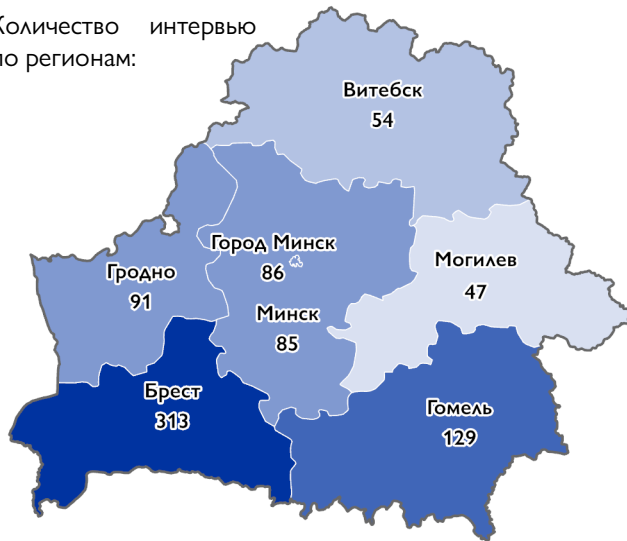 Количество интервью
по регионам:
Витебск
54
Город Минск
86
Могилев
47
Гродно
91
Минск
85
Брест
313
Гомель
129